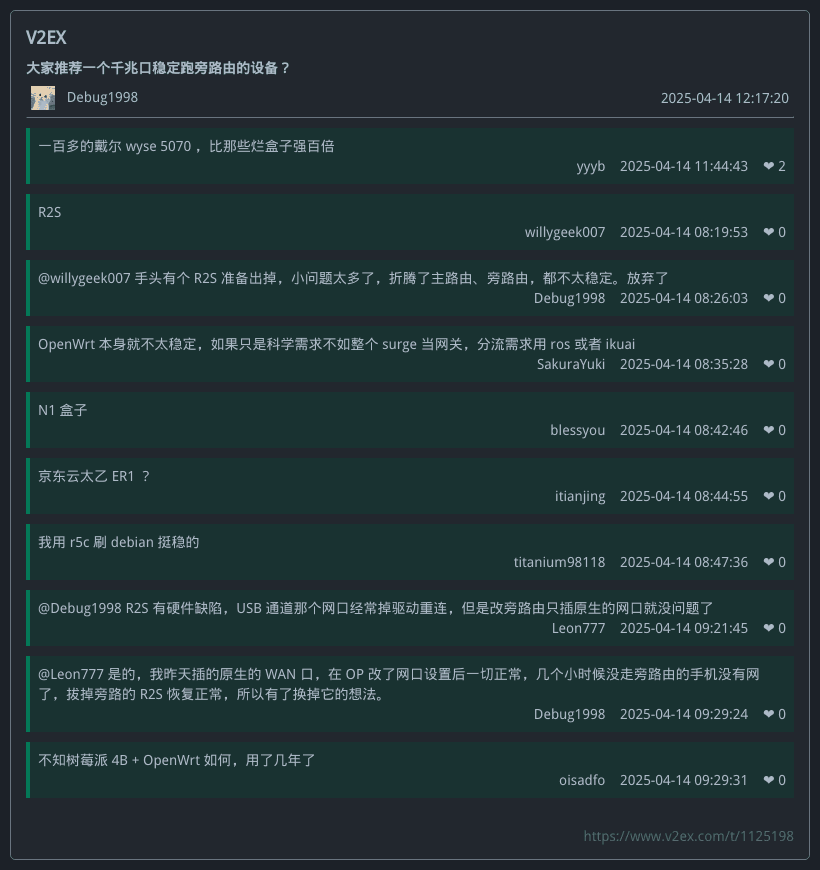 V2EX
大家推荐一个千兆口稳定跑旁路由的设备？
Debug1998 2025-04-14 12:17:20
一百多的戴尔 wyse 5070 ，比那些烂盒子强百倍
yyyb 2025-04-14 11:44:43 ❤ 2
R2S
willygeek007 2025-04-14 08:19:53 ❤ 0
@willygeek007 手头有个 R2S 准备出掉，小问题太多了，折腾了主路由、旁路由，都不太稳定。放弃了
Debug1998 2025-04-14 08:26:03 ❤ 0
OpenWrt 本身就不太稳定，如果只是科学需求不如整个 surge 当网关，分流需求用 ros 或者 ikuai
SakuraYuki 2025-04-14 08:35:28 ❤ 0
N1 盒子
blessyou 2025-04-14 08:42:46 ❤ 0
京东云太乙 ER1 ？
itianjing 2025-04-14 08:44:55 ❤ 0
我用 r5c 刷 debian 挺稳的
titanium98118 2025-04-14 08:47:36 ❤ 0
@Debug1998 R2S 有硬件缺陷，USB 通道那个网口经常掉驱动重连，但是改旁路由只插原生的网口就没问题了
Leon777 2025-04-14 09:21:45 ❤ 0
@Leon777 是的，我昨天插的原生的 WAN 口，在 OP 改了网口设置后一切正常，几个小时候没走旁路由的手机没有网
了，拔掉旁路的 R2S 恢复正常，所以有了换掉它的想法。
Debug1998 2025-04-14 09:29:24 ❤ 0
不知树莓派 4B + OpenWrt 如何，用了几年了
oisadfo 2025-04-14 09:29:31 ❤ 0
https://www.v2ex.com/t/1125198